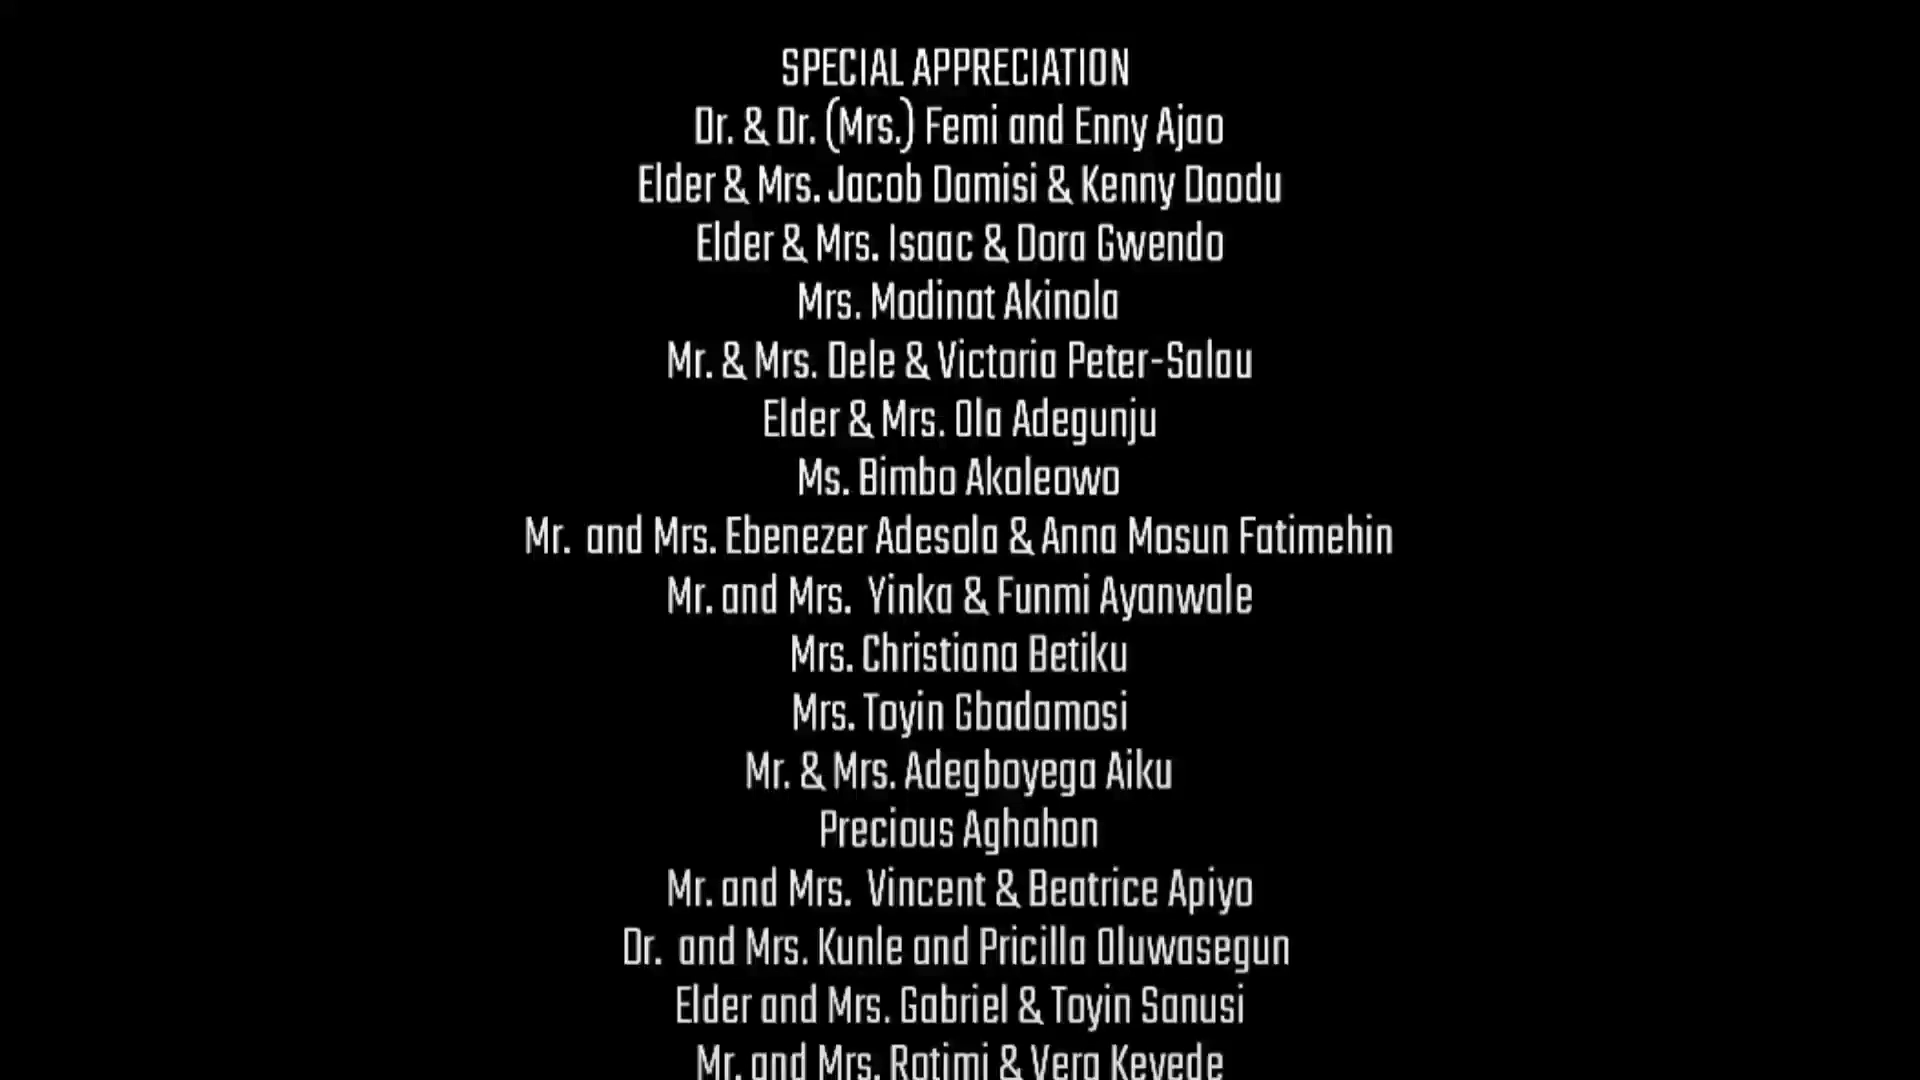 SPECIAL APPRECIATION
Dr. & Dr. (Mrs.) Femi and Enny Ajao
Elder & Mrs. Jacob Damisi & Kenny Daodu
Elder & Mrs. Isaac & Dora Gwendo
Mrs. Modinat Akinola
Mr. & Mrs. Dele & Victoria Peter-Salau
Elder & Mrs. Ola Adegunju
Ms. Bimbo Akoleowo
Mr. and Mrs. Ebenezer Adesola & Anna Mosun Fatimehin
Mr. and Mrs. Yinka & Funmi Ayanwale
Mrs. Christiana Betiku
Mrs. Toyin Gbadamosi
Mr. & Mrs. Adegboyega Aiku
Precious Aghahon
Mr. and Mrs. Vincent & Beatrice Apiyo
Dr. and Mrs. Kunle and Pricilla Oluwasegun
Elder and Mrs. Gabriel & Toyin Sanusi
Mr. and Mrs. Rotimi & Vera Keyede